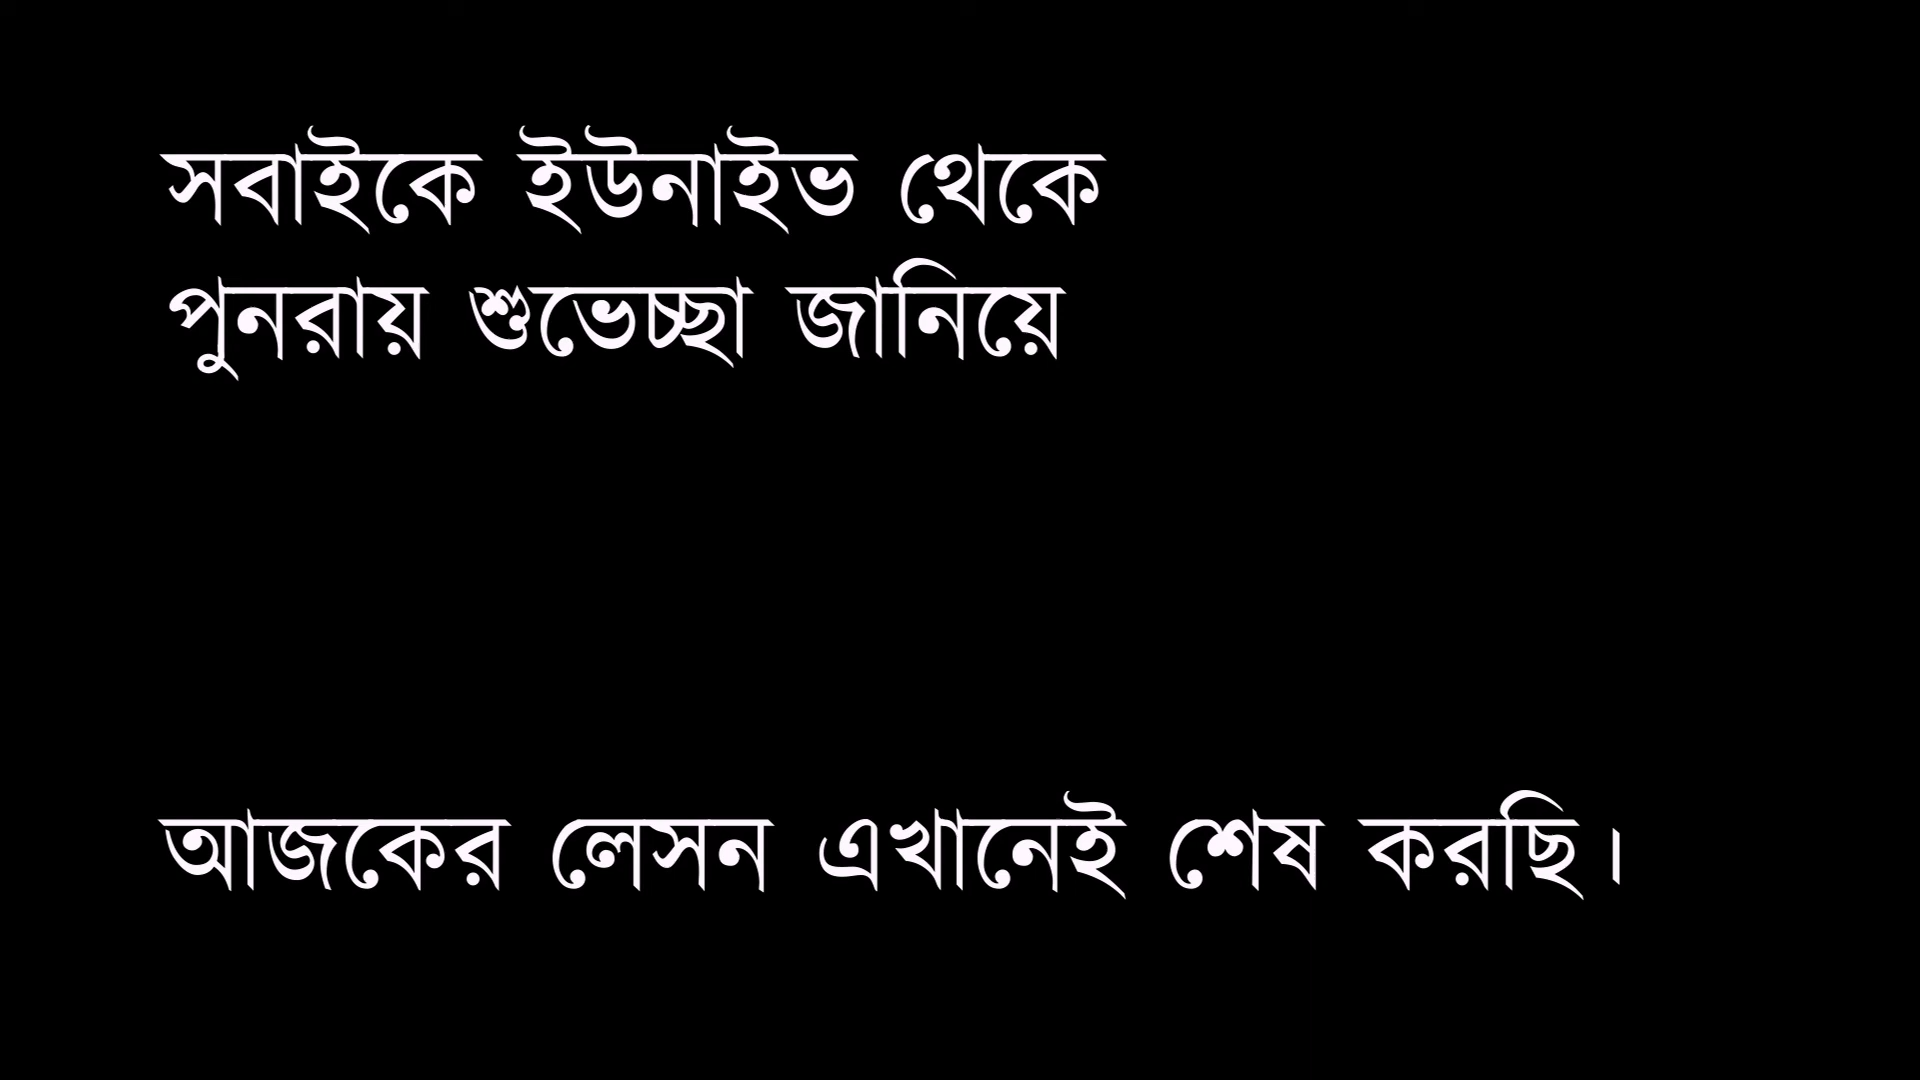 সবাইকে ইউনাইভ থেকে
পুনরায় শুভেচ্ছা জানিয়ে
আজকের লেসন এখানেই শেষ করছি।